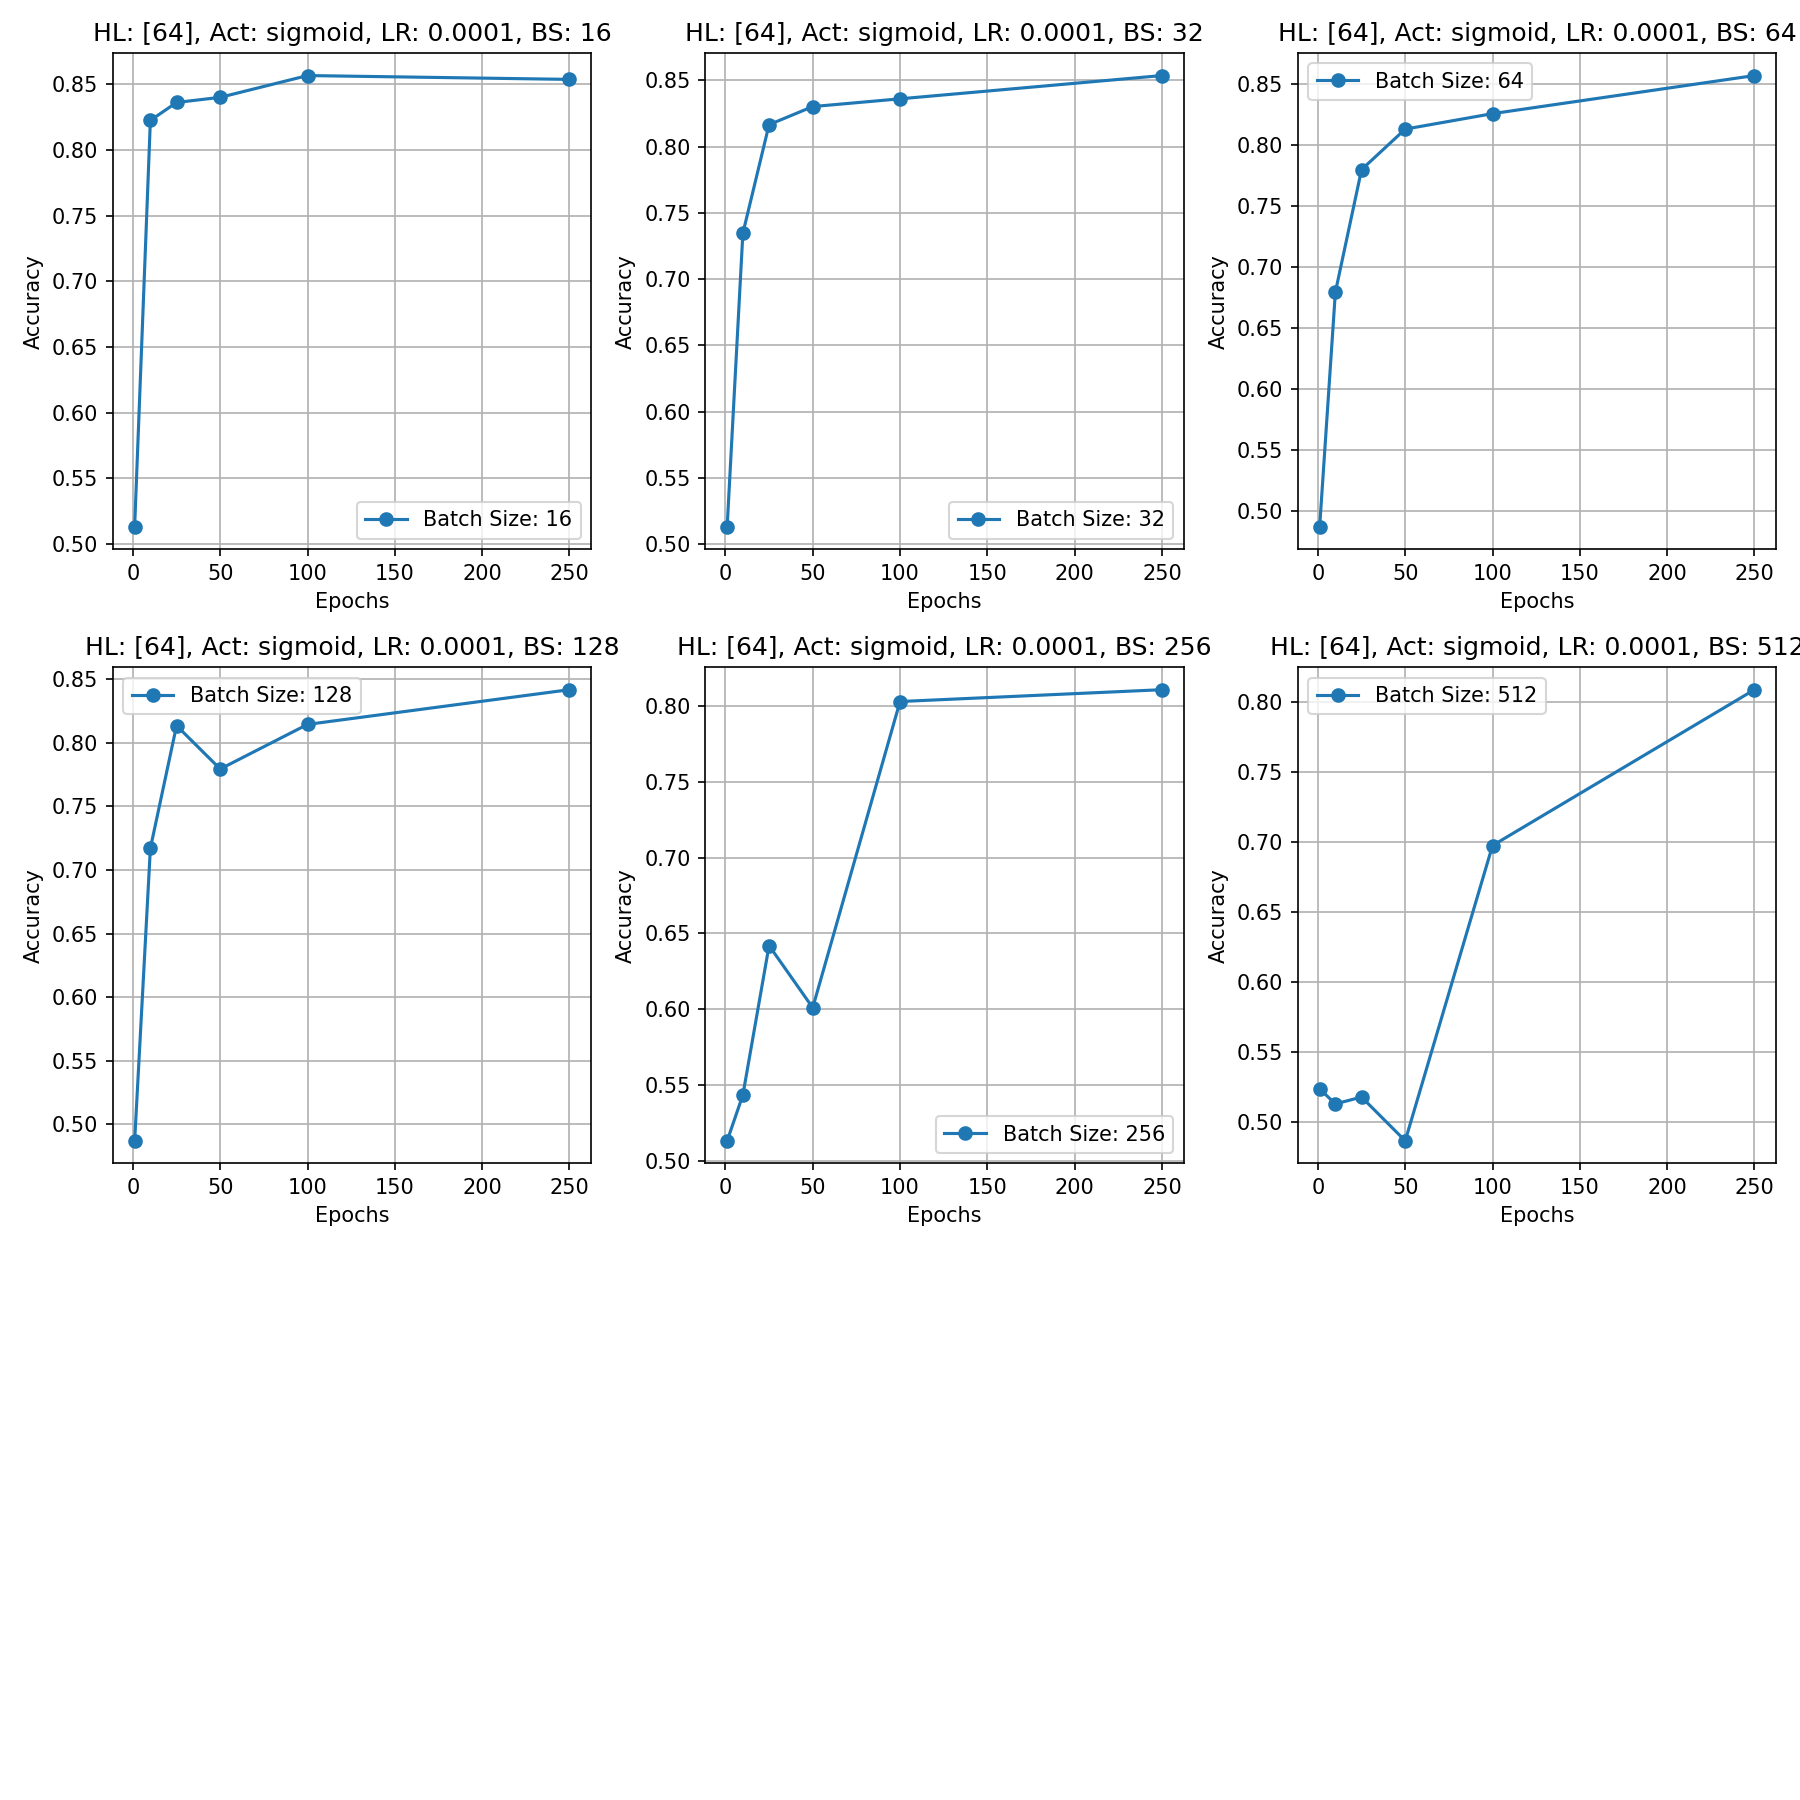 HL: [64], Act: sigmoid, LR: 0.0001, BS: 16
0.85
0.80
0.75
0.70
0.65
0.60
0.55
0.50
Accuracy
Batch Size: 16
0 50 100 150 200 250
Epochs
HL: [64], Act: sigmoid, LR: 0.0001, BS: 32
0.85
0.80
0.75
0.70
0.65
0.60
0.55
0.50
Accuracy
Batch Size: 32
0 50 100 150 200 250
Epochs
HL: [64], Act: sigmoid, LR: 0.0001, BS: 64
Batch Size: 64
0.85
0.80
0.75
0.70
0.65
0.60
0.55
0.50
Accuracy
0 50 100 150 200 250
Epochs
HL: [64], Act: sigmoid, LR: 0.0001, BS: 128
Batch Size: 128
0.85
0.80
0.75
0.70
0.65
0.60
0.55
0.50
Accuracy
0 50 100 150 200 250
Epochs
HL: [64], Act: sigmoid, LR: 0.0001, BS: 256
0.80
0.75
0.70
0.65
0.60
0.55
0.50
Accuracy
Batch Size: 256
0 50 100 150 200 250
Epochs
HL: [64], Act: sigmoid, LR: 0.0001, BS: 512
Batch Size: 512
0.80
0.75
0.70
0.65
0.60
0.55
0.50
Accuracy
0 50 100 150 200 250
Epochs